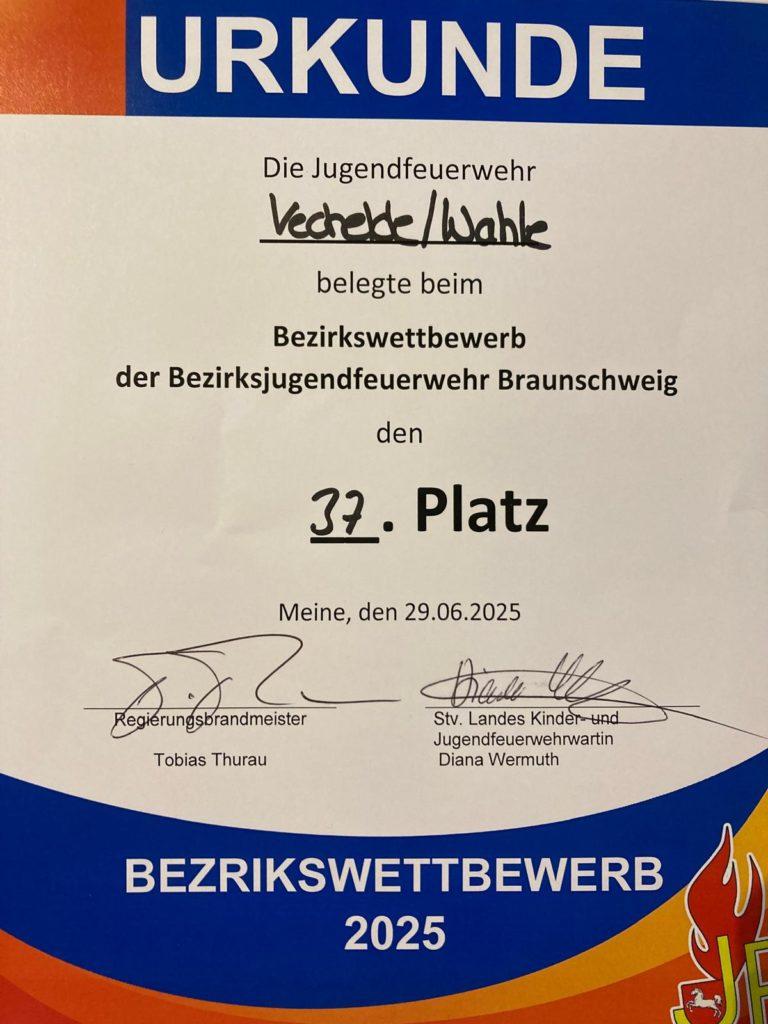 URKUNDE
Die Jugendfeuerwehr
Vechelde/Wahle
belegte beim
Bezirkswettbewerb
der Bezirksjugendfeuerwehr Braunschweig
den
37. Platz
Meine, den 29.06.2025
Regierungsbrandmeister
Tobias Thurau
Stv. Landes Kinder- und
Jugendfeuerwehrwartin
Diana Wermuth
BEZRIKSWETTBEWERB
2025